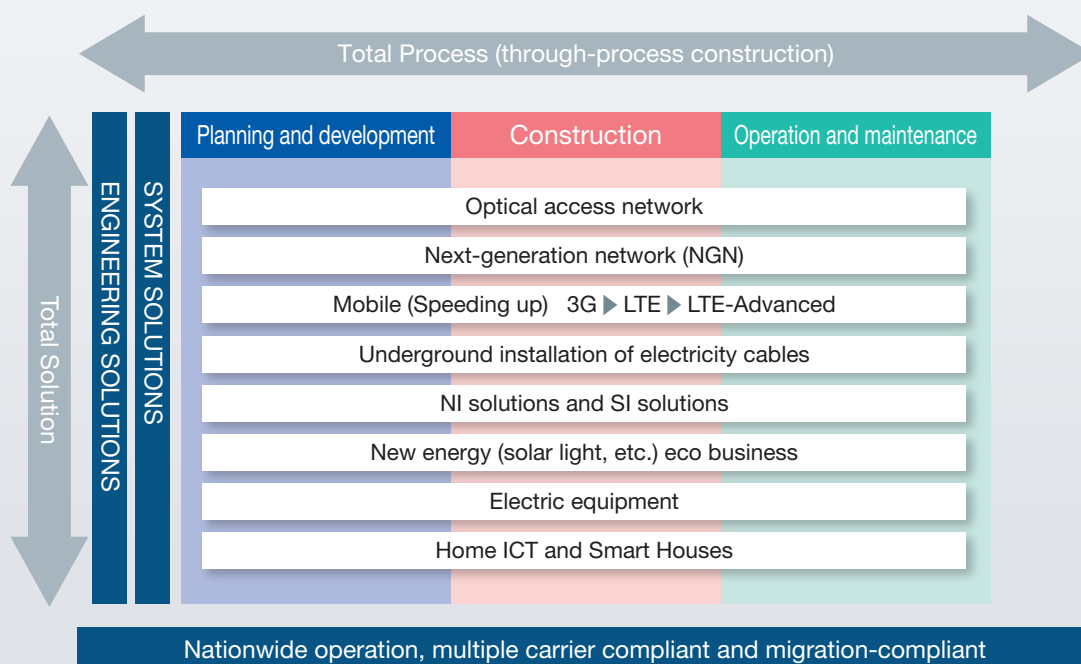 Total Process (through-process construction)
Total Solution
ENGINEERING SOLUTIONS
SYSTEM SOLUTIONS
Planning and development
Construction
Operation and maintenance
Optical access network
Next-generation network (NGN)
Mobile (Speeding up) 3G ▶ LTE ▶ LTE-Advanced
Underground installation of electricity cables
NI solutions and SI solutions
New energy (solar light, etc.) eco business
Electric equipment
Home ICT and Smart Houses
Nationwide operation, multiple carrier compliant and migration-compliant